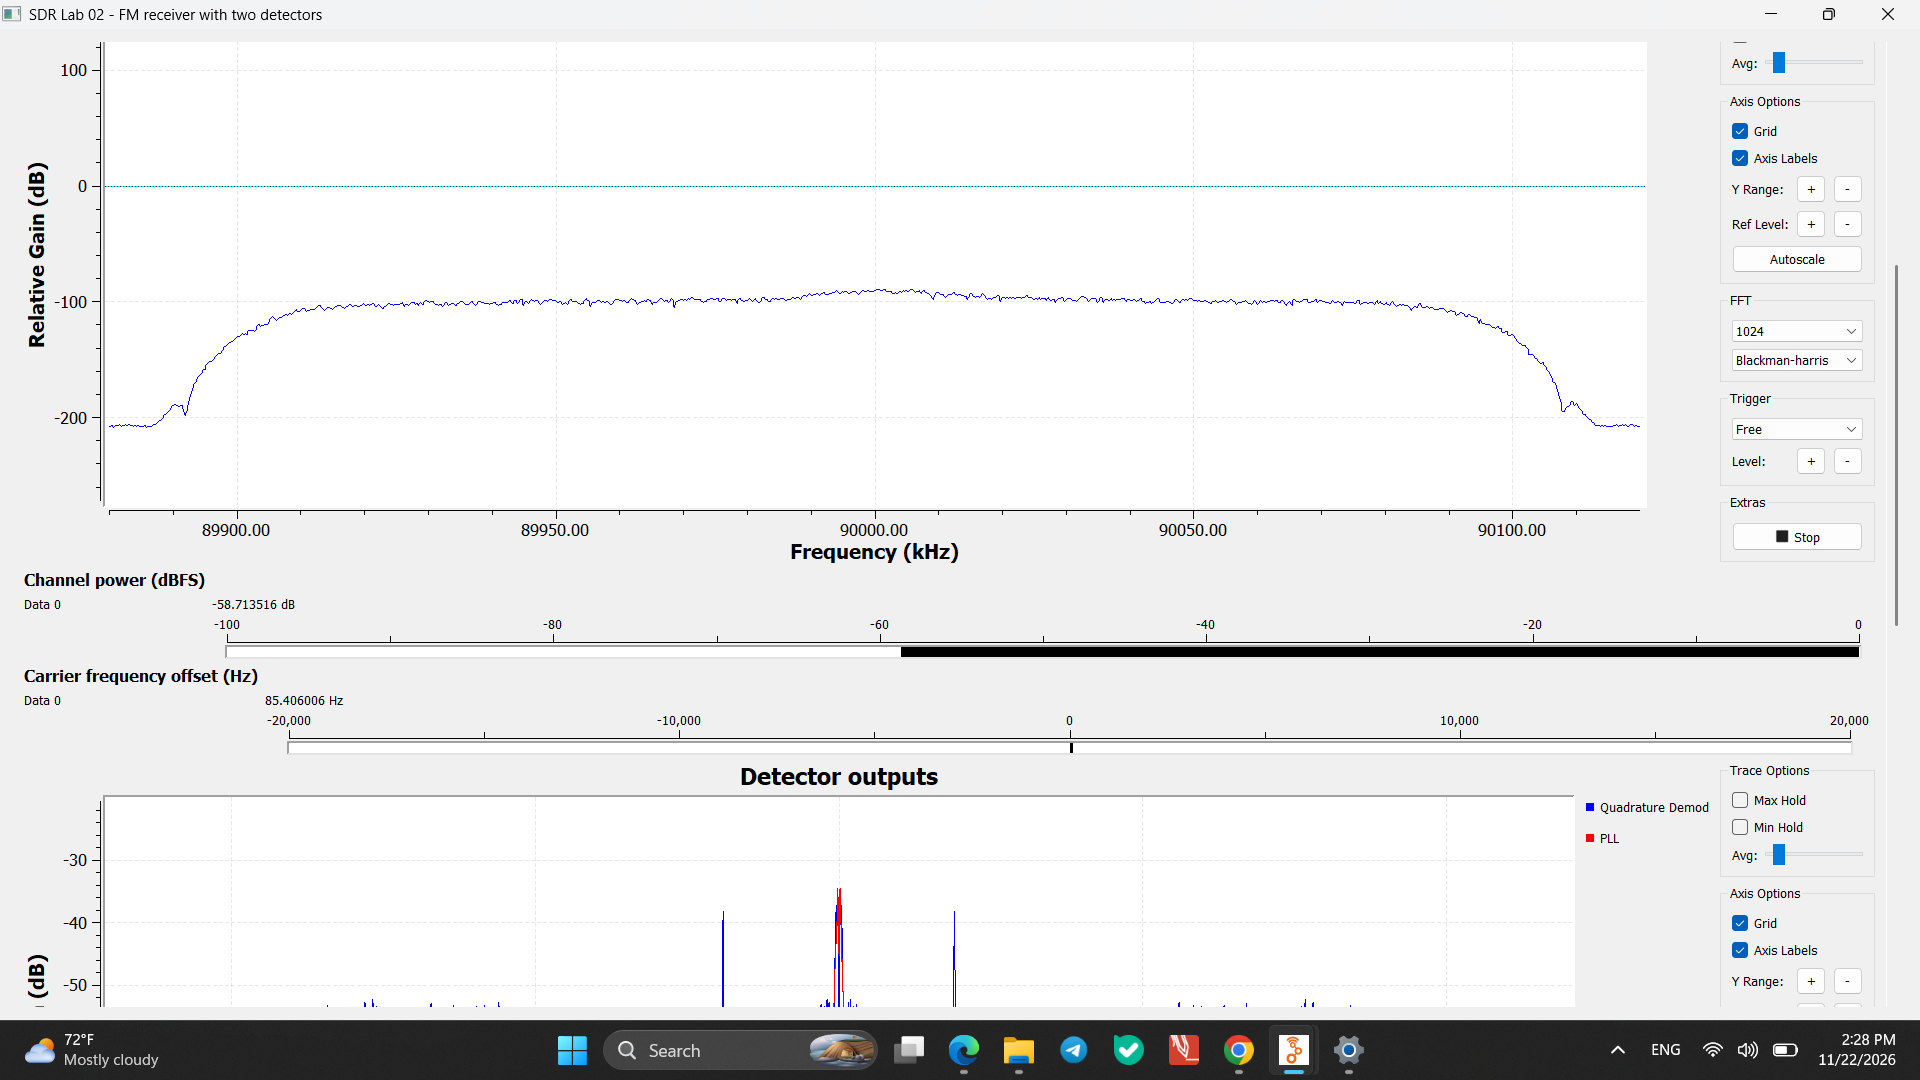 SDR Lab 02 - FM receiver with two detectors
100
0
-100
-200
Relative Gain (dB)
89900.00 89950.00 90000.00 90050.00 90100.00
Frequency (kHz)
Avg:
Axis Options
Grid
Axis Labels
Y Range: + -
Ref Level: + -
Autoscale
FFT
1024
Blackman-harris
Trigger
Free
Level: + -
Extras
Stop
Channel power (dBFS)
Data 0 -58.713516 dB
-100 -80 -60 -40 -20 0
Carrier frequency offset (Hz)
Data 0 85.406006 Hz
-20,000 -10,000 0 10,000 20,000
Detector outputs
-30
-40
-50
(dB)
Quadrature Demod
PLL
Trace Options
Max Hold
Min Hold
Avg:
Axis Options
Grid
Axis Labels
Y Range: + -
72°F
Mostly cloudy
Search
ENG
2:28 PM
11/22/2026